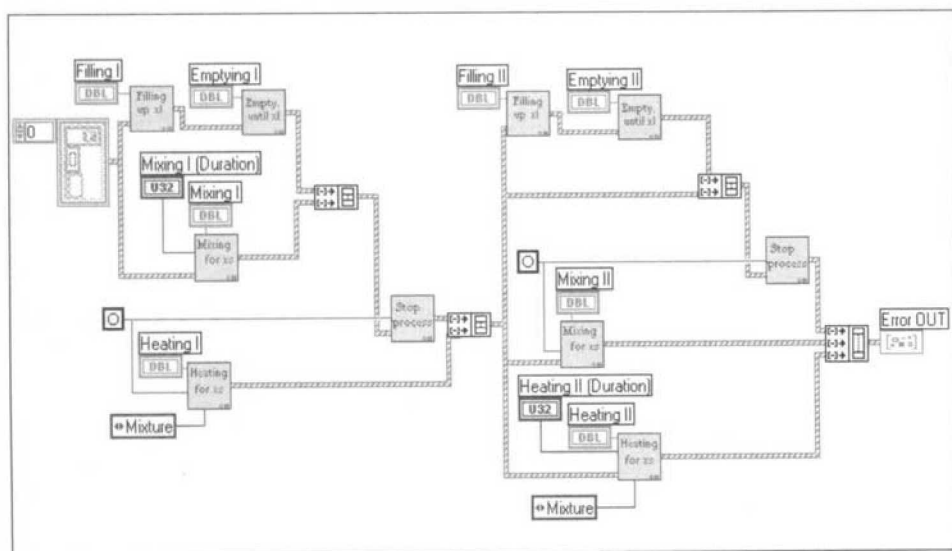 Filling I
DBL
Filling
up xl
Emptying I
DBL
Empty.
until xl
0
Mixing I (Duration)
U32
Mixing I
DBL
Mixing
for xs
Stop
process
Heating I
DBL
Heating
for xs
Mixture
Filling II
DBL
Filling
up xl
Emptying II
DBL
Empty.
until xl
Stop
process
Mixing II
DBL
Mixing
for xs
Error OUT
Heating II (Duration)
U32
Heating II
DBL
Heating
for xs
Mixture